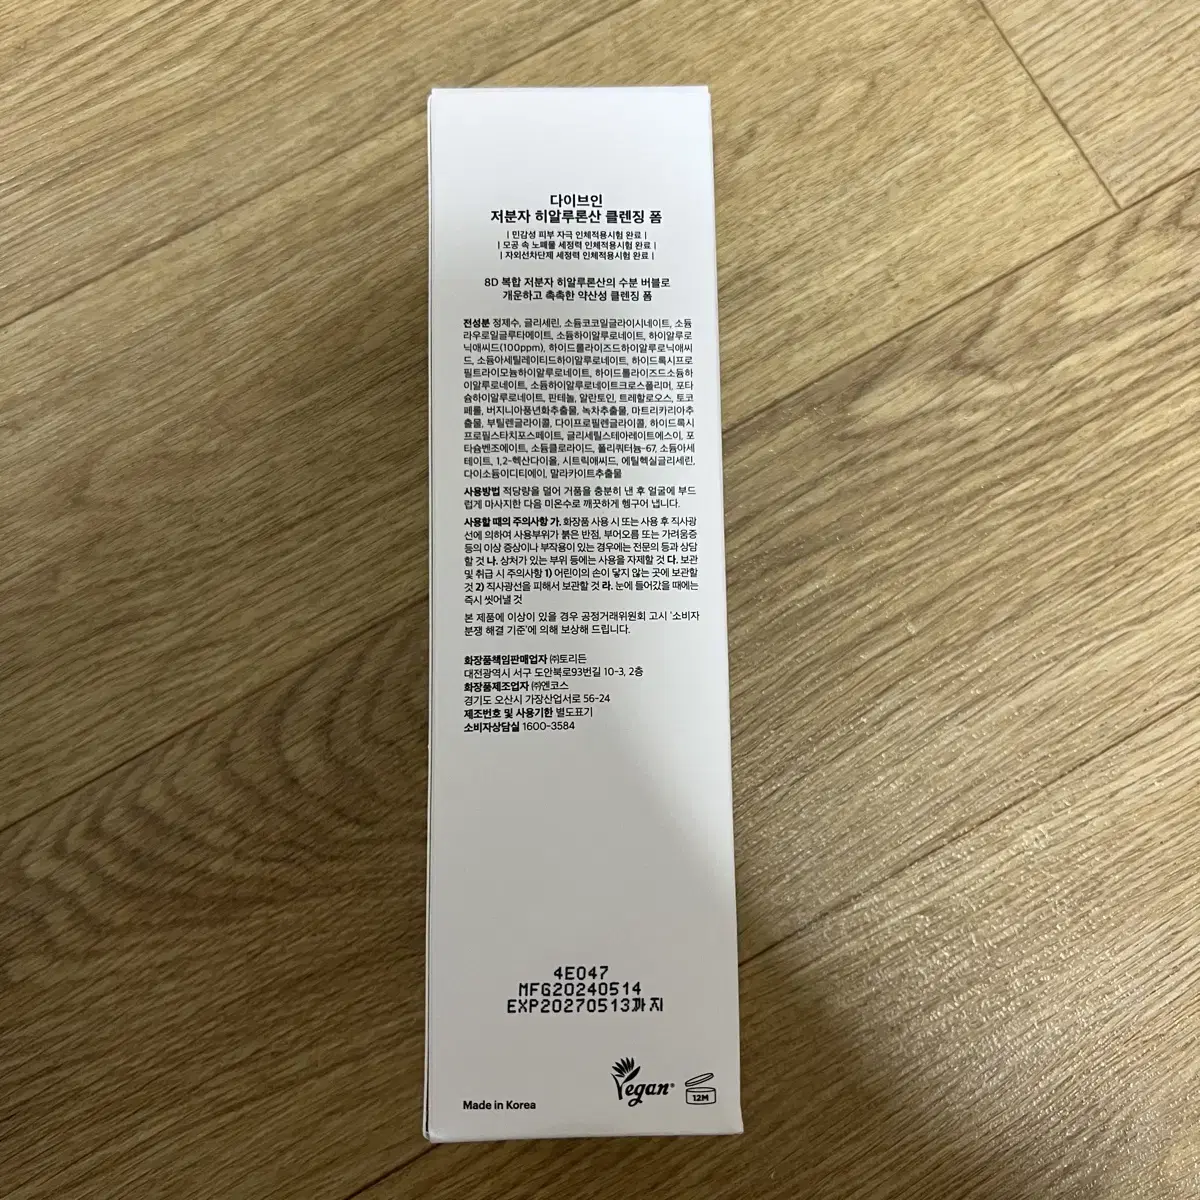 다이브인
저분자 히알루론산 클렌징 폼
| 민감성 피부 자극 인체적용시험 완료 |
| 모공 속 노폐물 세정력 인체적용시험 완료 |
| 자외선차단제 세정력 인체적용시험 완료 |
8D 복합 저분자 히알루론산의 수분 버블로
개운하고 촉촉한 약산성 클렌징 폼
전성분 정제수, 글리세린, 소듐코코일글라이시네이트, 소듐
라우로일글루타메이트, 소듐하이알루로네이트, 하이알루로
닉애씨드(100ppm), 하이드롤라이즈드하이알루로닉애씨
드, 소듐아세틸레이티드하이알루로네이트, 하이드록시프로
필트라이모늄하이알루로네이트, 하이드롤라이즈드소듐하
이알루로네이트, 소듐하이알루로네이트크로스폴리머, 포타
슘하이알루로네이트, 판테놀, 알란토인, 트레할로오스, 토코
페롤, 버지니아풍년화추출물, 녹차추출물, 마트리카리아추
출물, 부틸렌글라이콜, 다이프로필렌글라이콜, 하이드록시
프로필스타치포스페이트, 글리세릴스테아레이트에스이, 포
타슘벤조에이트, 소듐클로라이드, 폴리쿼터늄-67, 소듐아세
테이트, 1,2-헥산다이올, 시트릭애씨드, 에틸헥실글리세린,
다이소듐이디티에이, 말라카이트추출물
사용방법 적당량을 덜어 거품을 충분히 낸 후 얼굴에 부드
럽게 마사지한 다음 미온수로 깨끗하게 헹구어 냅니다.
사용할 때의 주의사항 가. 화장품 사용 시 또는 사용 후 직사광
선에 의하여 사용부위가 붉은 반점, 부어오름 또는 가려움증
등의 이상 증상이나 부작용이 있는 경우에는 전문의 등과 상담
할 것 나. 상처가 있는 부위 등에는 사용을 자제할 것 다. 보관
및 취급 시 주의사항 1) 어린이의 손이 닿지 않는 곳에 보관할
것 2) 직사광선을 피해서 보관할 것 라. 눈에 들어갔을 때에는
즉시 씻어낼 것
본 제품에 이상이 있을 경우 공정거래위원회 고시 '소비자
분쟁 해결 기준'에 의해 보상해 드립니다.
화장품책임판매업자 ㈜토리든
대전광역시 서구 도안북로93번길 10-3, 2층
화장품제조업자 ㈜엔코스
경기도 오산시 가장산업서로 56-24
제조번호 및 사용기한 별도표기
소비자상담실 1600-3584
4E047
MFG20240514
EXP20270513까지
Vegan®
12M
Made in Korea